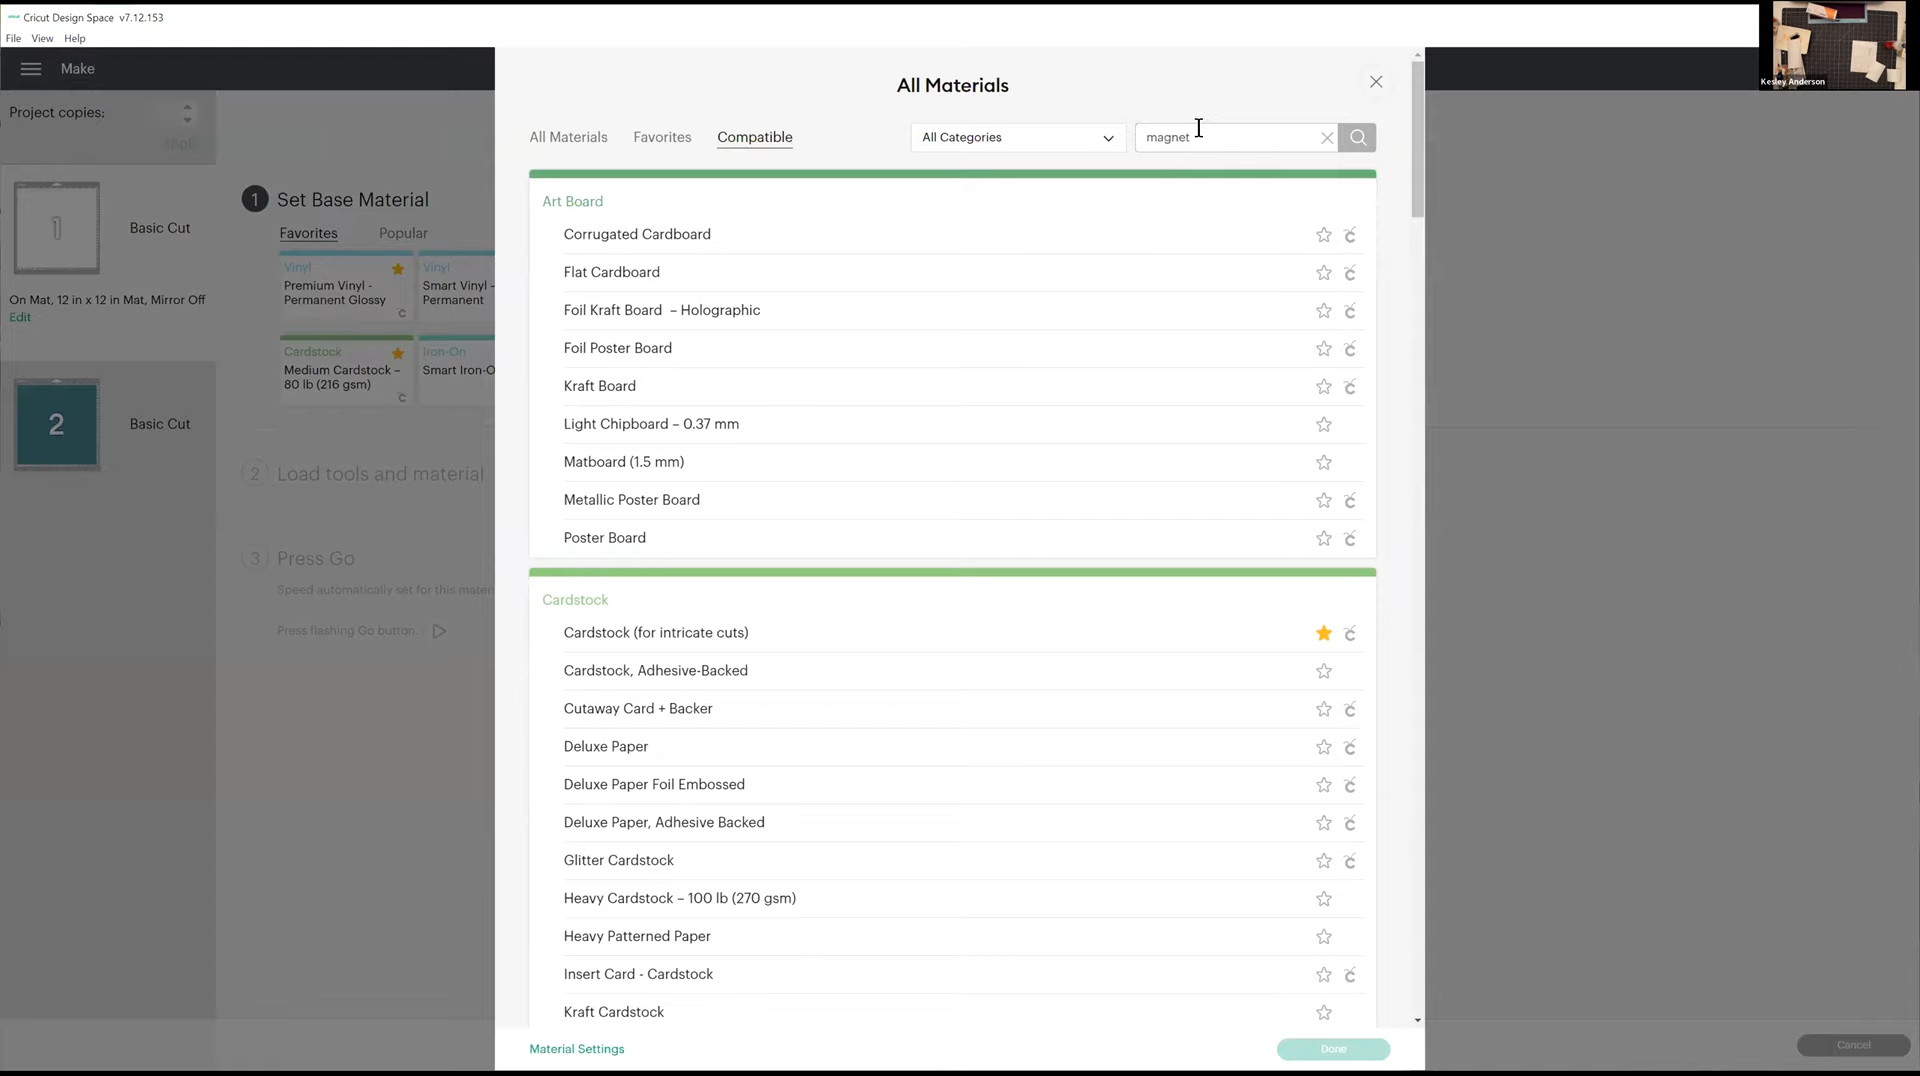 cricut Cricut Design Space v7.12.153
File View Help
Make
Project copies:
apply
1
Basic Cut
On Mat, 12 in x 12 in Mat, Mirror Off
Edit
2
Basic Cut
1 Set Base Material
Favorites Popular
Vinyl
Premium Vinyl -
Permanent Glossy
Vinyl
Smart Vinyl -
Permanent
Cardstock
Medium Cardstock –
80 lb (216 gsm)
Iron-On
Smart Iron-O
2 Load tools and material
3 Press Go
Speed automatically set for this materi
Press flashing Go button.
All Materials
All Materials Favorites Compatible
All Categories
magnet
Art Board
Corrugated Cardboard
Flat Cardboard
Foil Kraft Board – Holographic
Foil Poster Board
Kraft Board
Light Chipboard – 0.37 mm
Matboard (1.5 mm)
Metallic Poster Board
Poster Board
Cardstock
Cardstock (for intricate cuts)
Cardstock, Adhesive-Backed
Cutaway Card + Backer
Deluxe Paper
Deluxe Paper Foil Embossed
Deluxe Paper, Adhesive Backed
Glitter Cardstock
Heavy Cardstock – 100 lb (270 gsm)
Heavy Patterned Paper
Insert Card - Cardstock
Kraft Cardstock
Material Settings
Done
Cancel
Kesley Anderson